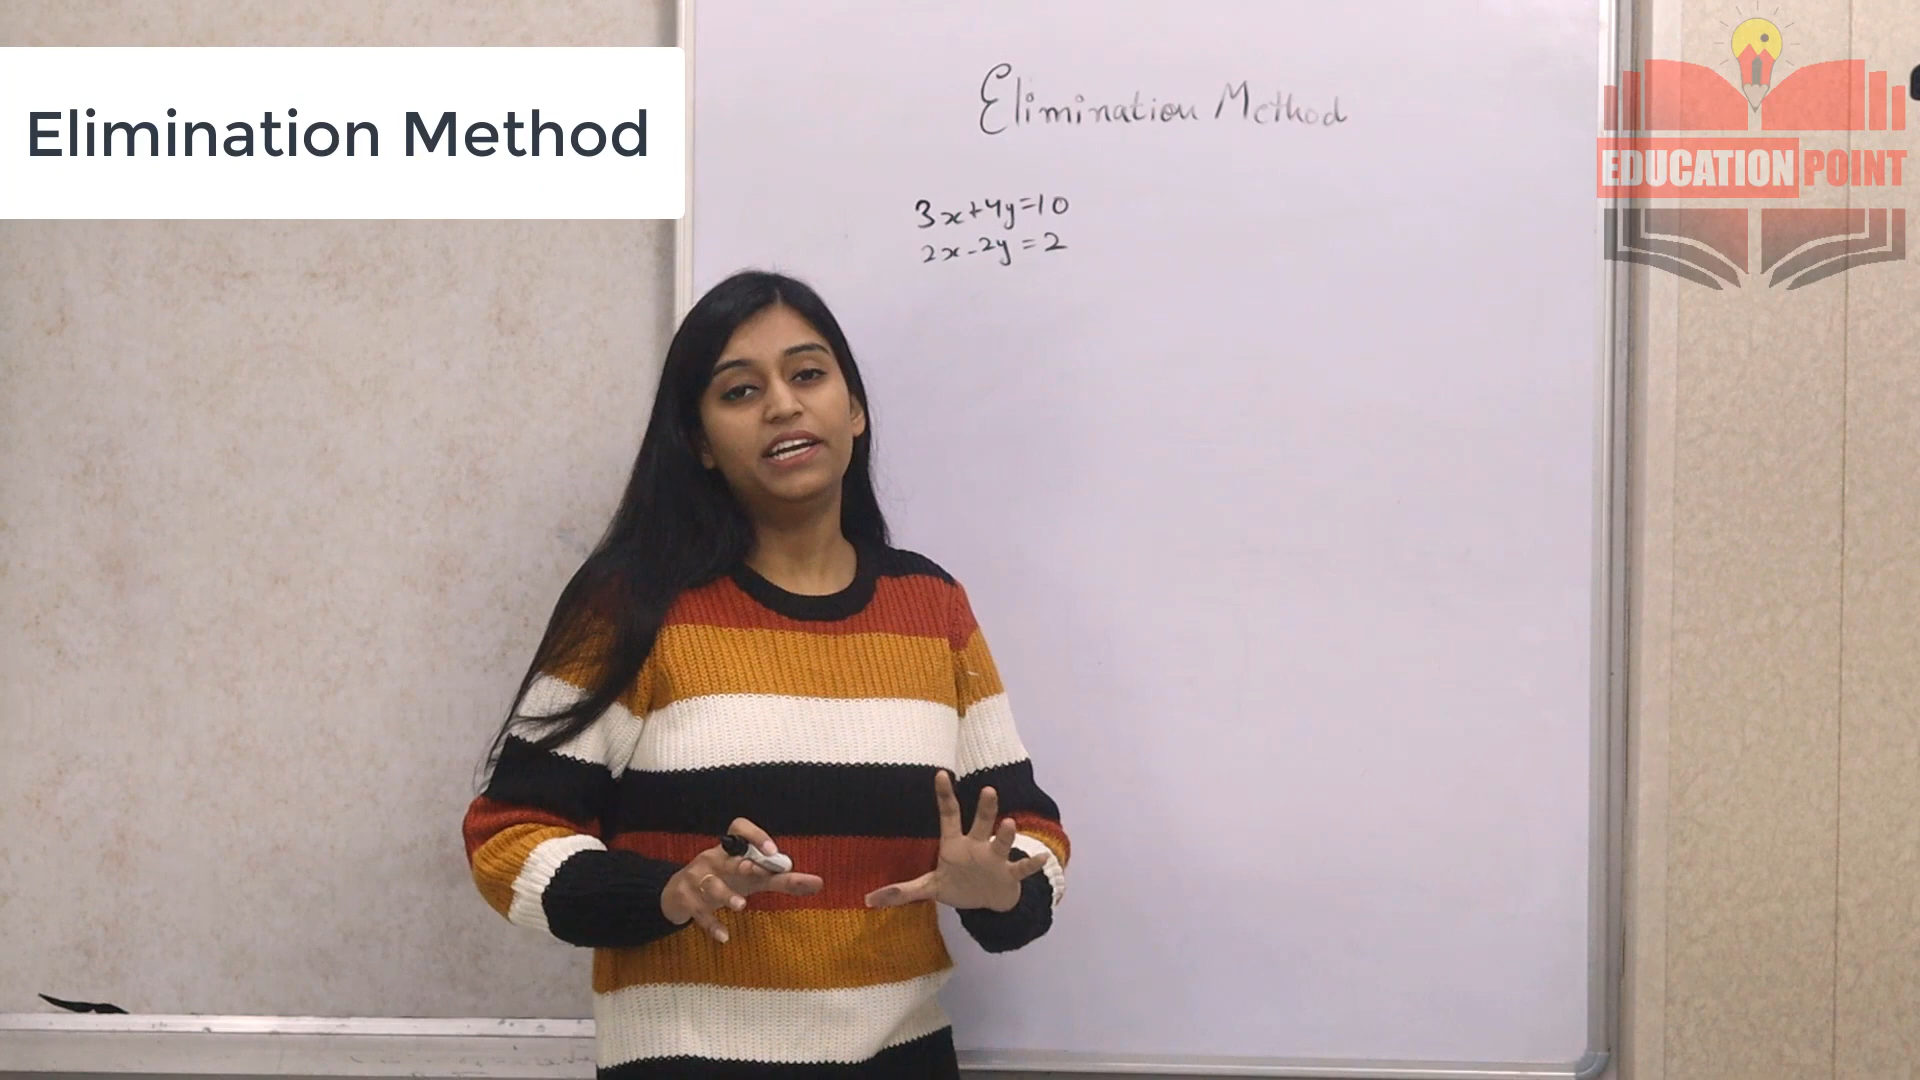 Elimination Method
Elimination Method
EDUCATION POINT
3x+4y=10
2x-2y=2